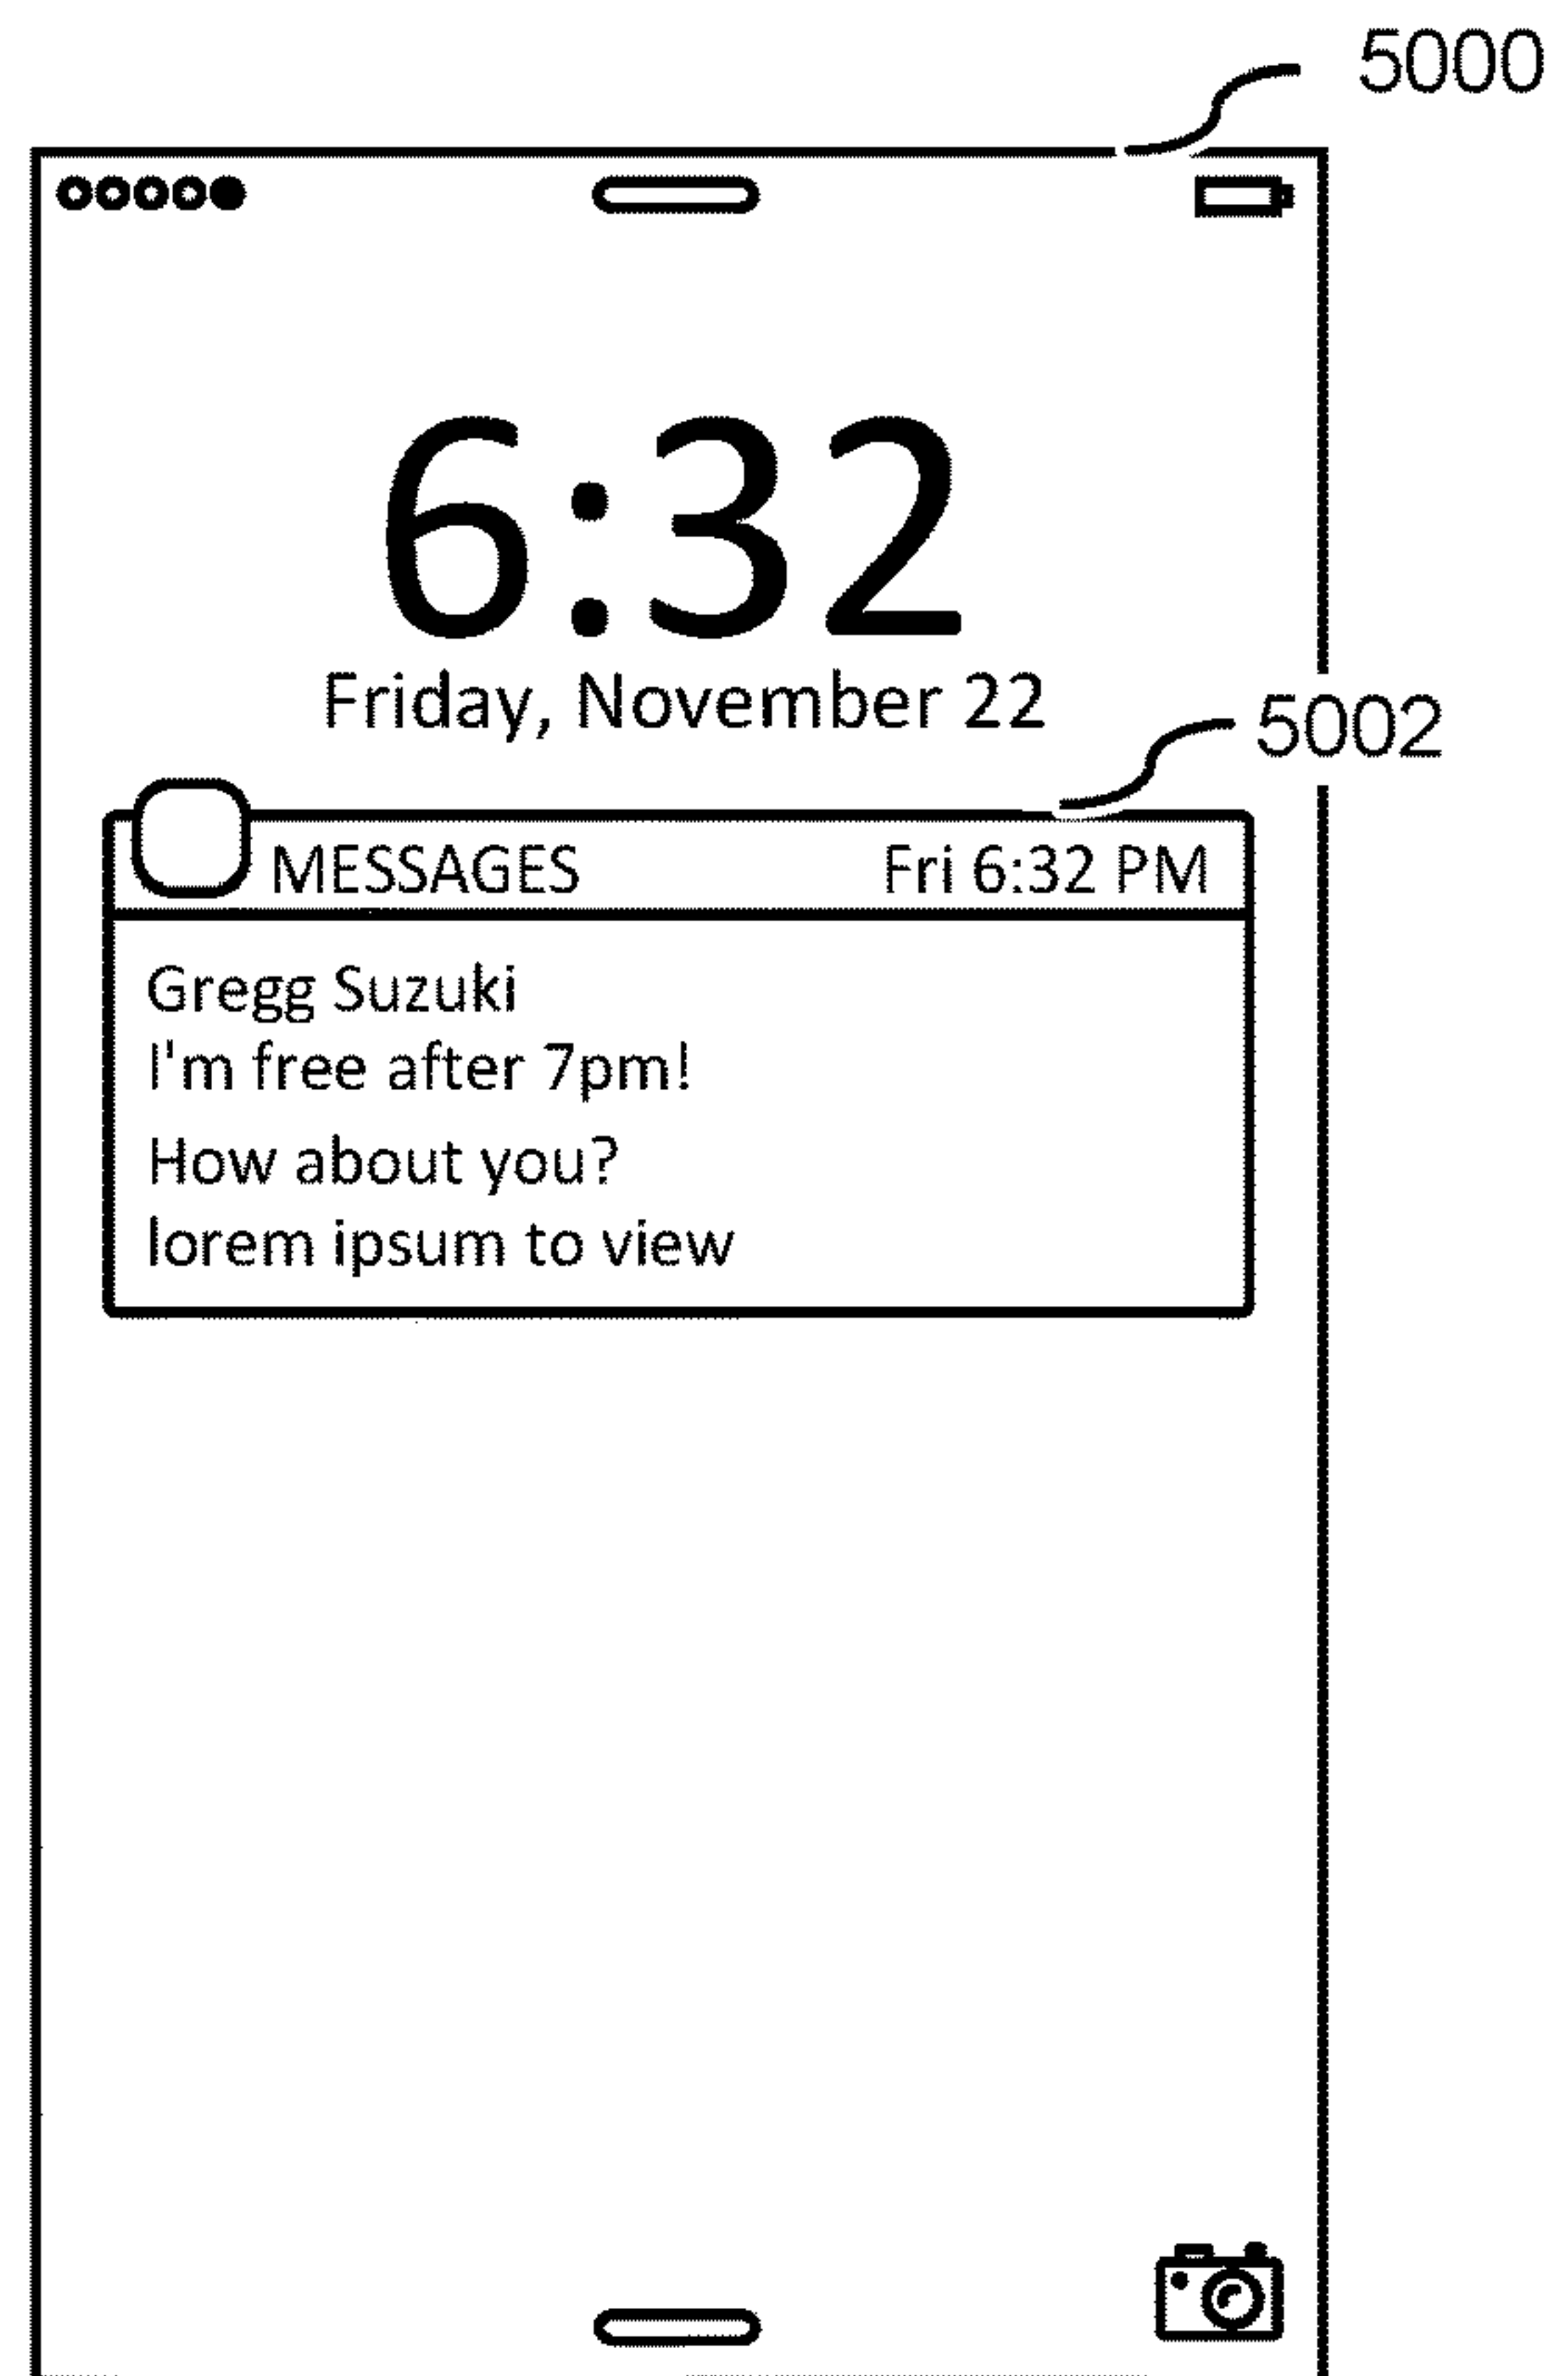 5000
6:32
Friday, November 22
5002
MESSAGES Fri 6:32 PM
Gregg Suzuki
I'm free after 7pm!
How about you?
lorem ipsum to view